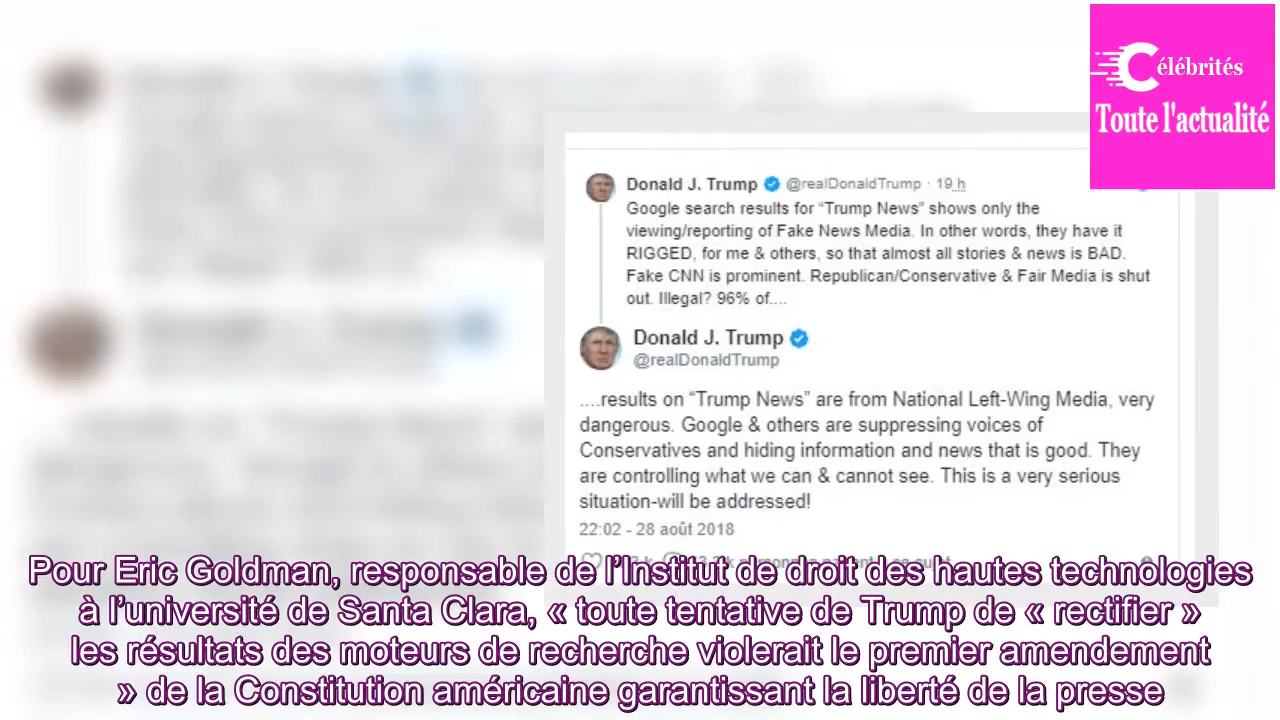 Célébrités
Toute l'actualité
Donald J. Trump @realDonaldTrump · 19 h
Google search results for “Trump News” shows only the
viewing/reporting of Fake News Media. In other words, they have it
RIGGED, for me & others, so that almost all stories & news is BAD.
Fake CNN is prominent. Republican/Conservative & Fair Media is shut
out. Illegal? 96% of....
Donald J. Trump
@realDonaldTrump
....results on “Trump News” are from National Left-Wing Media, very
dangerous. Google & others are suppressing voices of
Conservatives and hiding information and news that is good. They
are controlling what we can & cannot see. This is a very serious
situation-will be addressed!
22:02 - 28 août 2018
Pour Eric Goldman, responsable de l’Institut de droit des hautes technologies
à l’université de Santa Clara, « toute tentative de Trump de « rectifier »
les résultats des moteurs de recherche violerait le premier amendement
» de la Constitution américaine garantissant la liberté de la presse